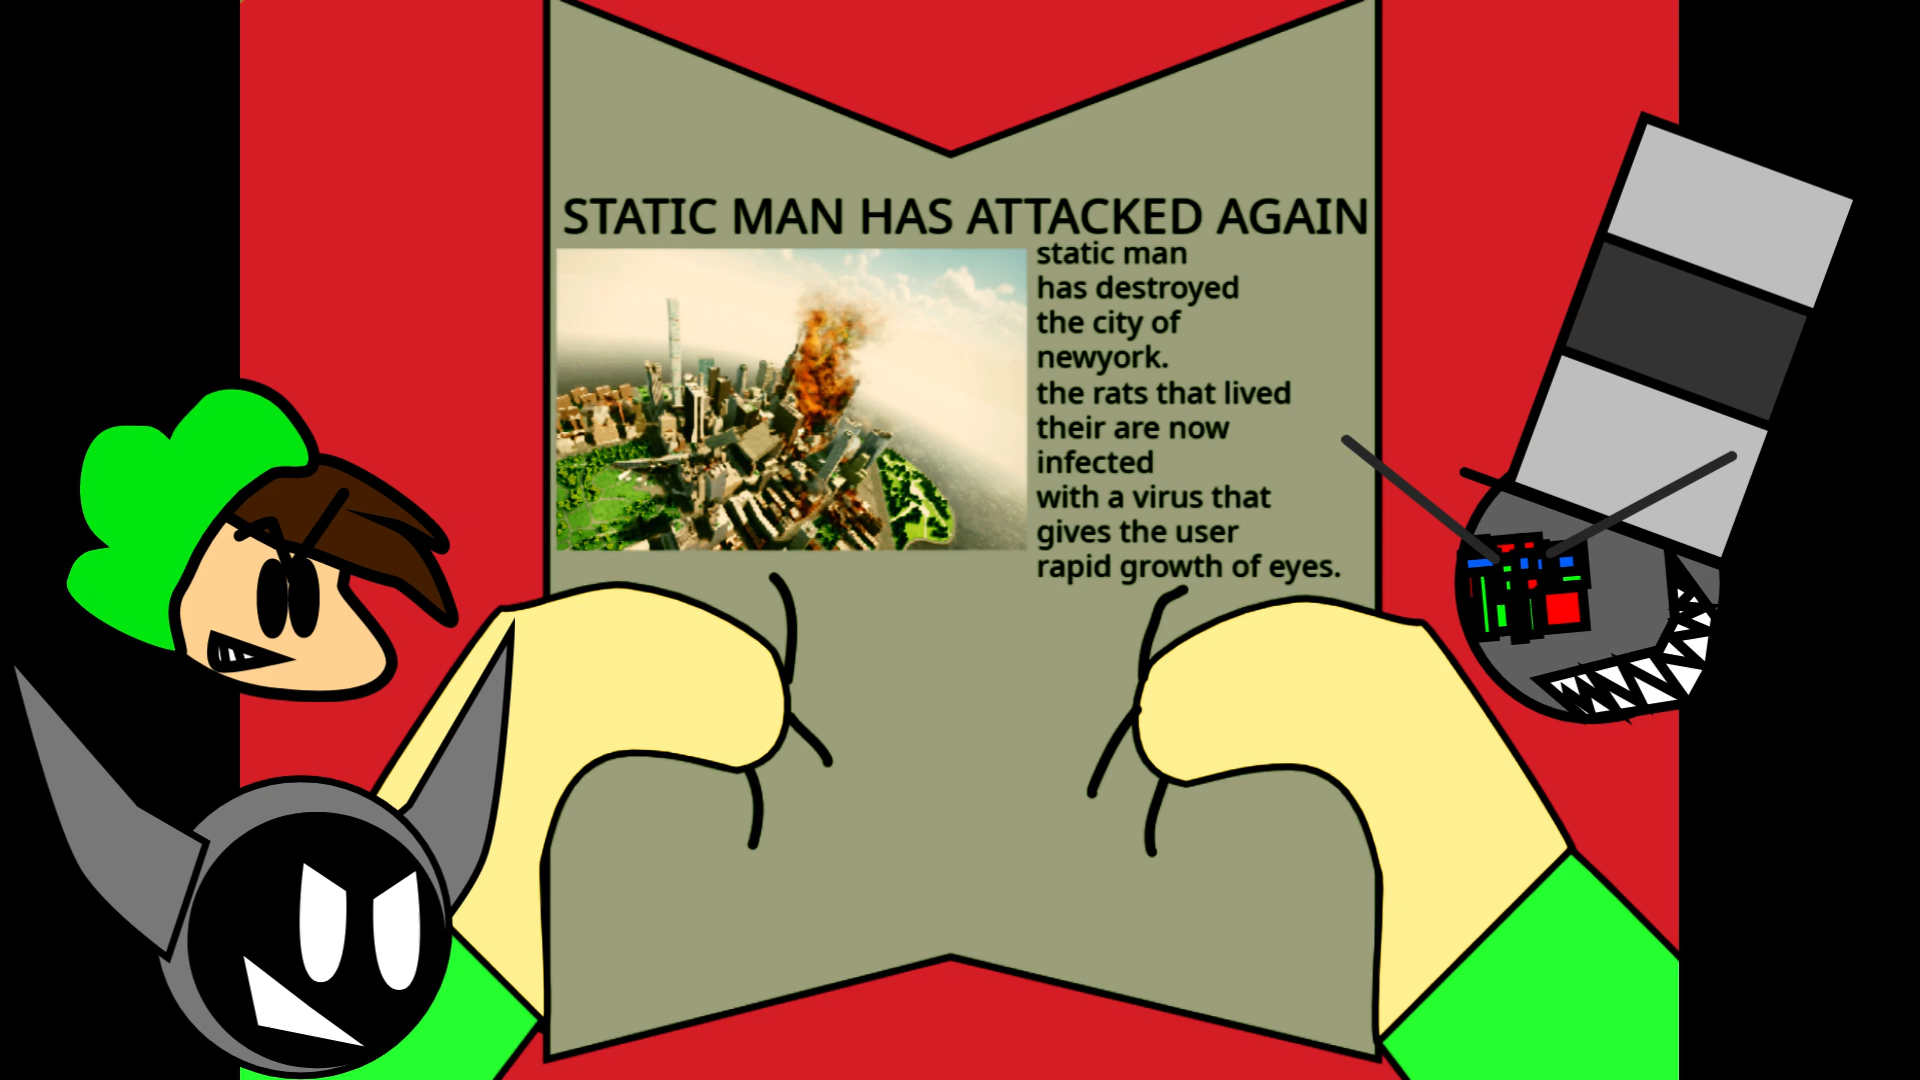 STATIC MAN HAS ATTACKED AGAIN
static man
has destroyed
the city of
newyork.
the rats that lived
their are now
infected
with a virus that
gives the user
rapid growth of eyes.